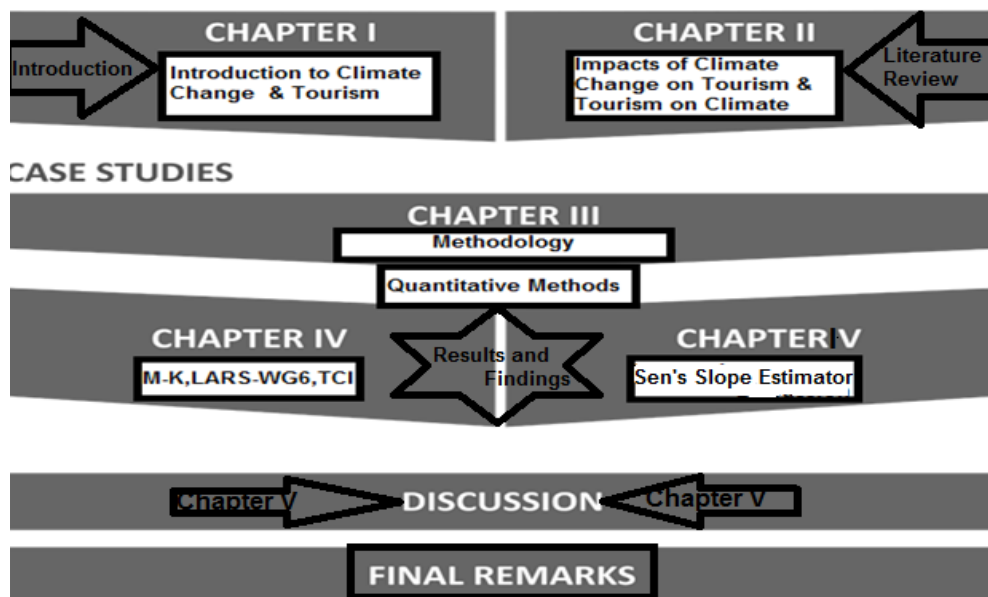 CHAPTER I
Introduction
Introduction to Climate
Change & Tourism
CHAPTER II
Impacts of Climate
Change on Tourism &
Tourism on Climate
Literature
Review
CASE STUDIES
CHAPTER III
Methodology
Quantitative Methods
CHAPTER IV
M-K,LARS-WG6,TCI
Results and
Findings
CHAPTER IV
Sen's Slope Estimator
Chapter V
DISCUSSION
Chapter V
FINAL REMARKS